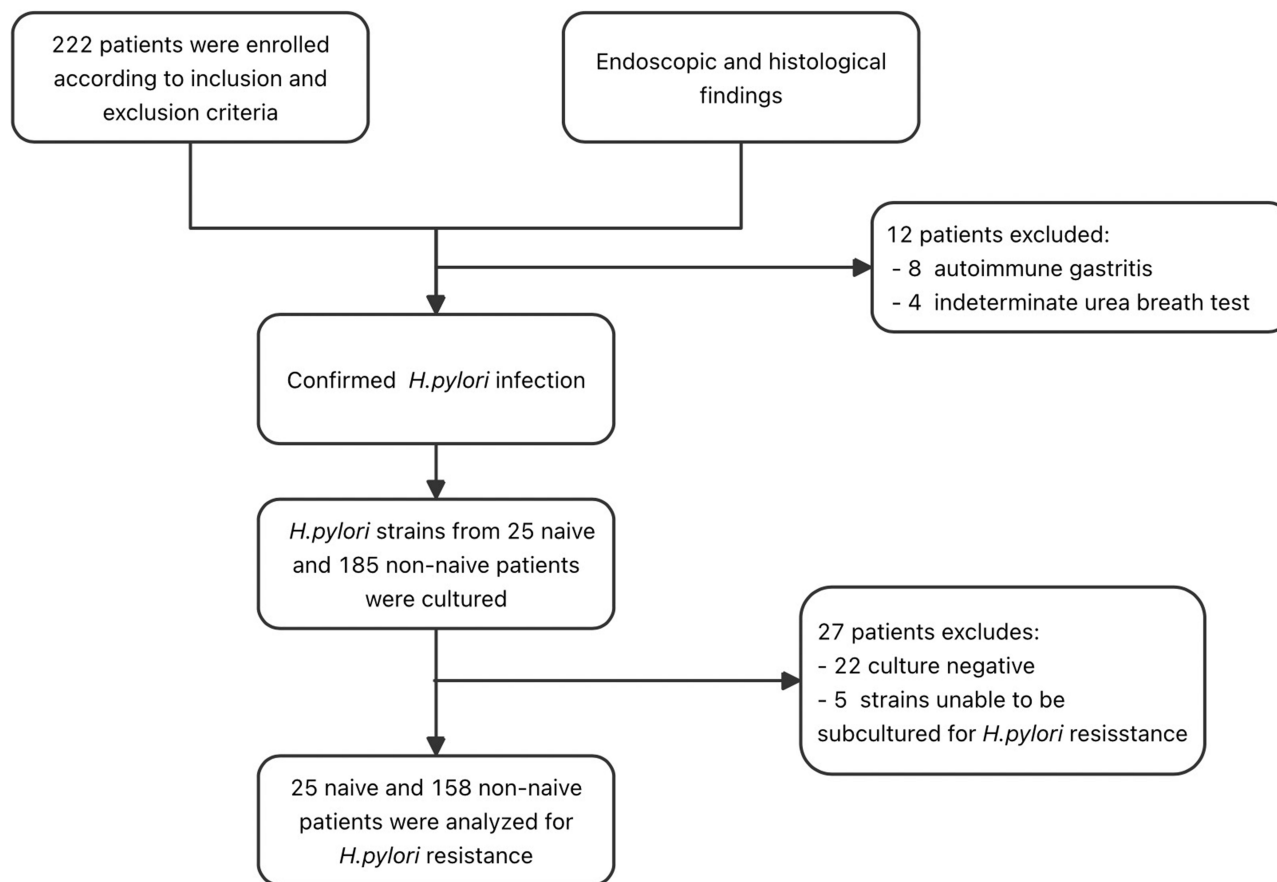 222 patients were enrolled
according to inclusion and
exclusion criteria
Endoscopic and histological
findings
12 patients excluded:
- 8 autoimmune gastritis
- 4 indeterminate urea breath test
Confirmed H.pylori infection
H.pylori strains from 25 naive
and 185 non-naive patients
were cultured
27 patients excludes:
- 22 culture negative
- 5 strains unable to be
subcultured for H.pylori resisstance
25 naive and 158 non-naive
patients were analyzed for
H.pylori resistance